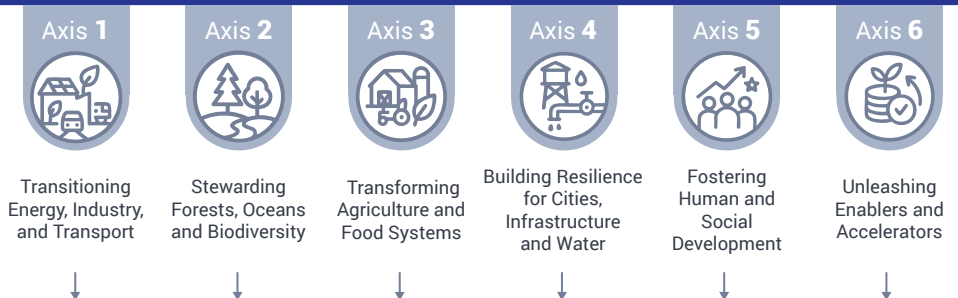 Axis 1
Transitioning
Energy, Industry,
and Transport
Axis 2
Stewarding
Forests, Oceans
and Biodiversity
Axis 3
Transforming
Agriculture and
Food Systems
Axis 4
Building Resilience
for Cities,
Infrastructure
and Water
Axis 5
Fostering
Human and
Social
Development
Axis 6
Unleashing
Enablers and
Accelerators